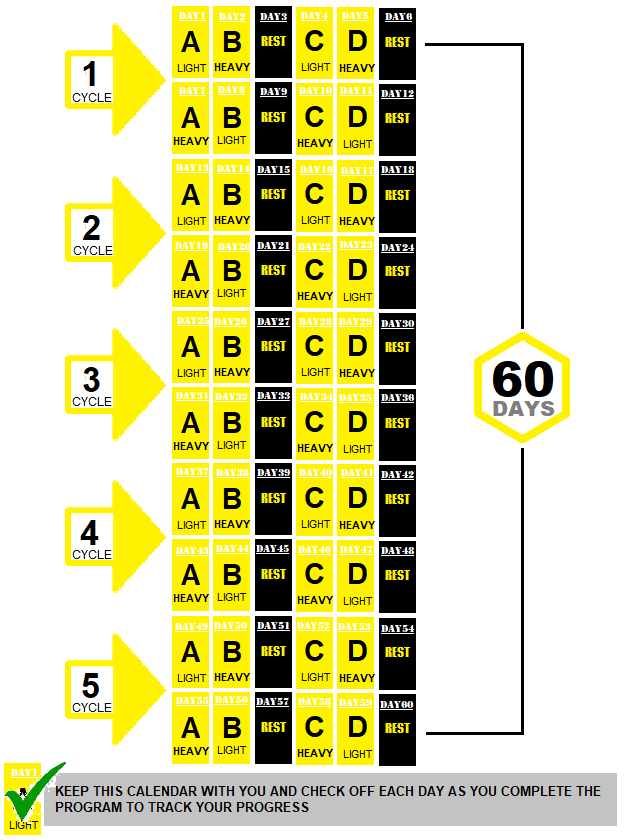 DAY1 DAY2 DAY3 DAY4 DAY5 DAY6
A B REST C D REST
LIGHT HEAVY LIGHT HEAVY
1
CYCLE
DAY7 DAY8 DAY9 DAY10 DAY11 DAY12
A B REST C D REST
HEAVY LIGHT HEAVY LIGHT
DAY13 DAY14 DAY15 DAY16 DAY17 DAY18
A B REST C D REST
LIGHT HEAVY LIGHT HEAVY
2
CYCLE
DAY19 DAY20 DAY21 DAY22 DAY23 DAY24
A B REST C D REST
HEAVY LIGHT HEAVY LIGHT
DAY25 DAY26 DAY27 DAY28 DAY29 DAY30
A B REST C D REST
LIGHT HEAVY LIGHT HEAVY
3
CYCLE
DAY31 DAY32 DAY33 DAY34 DAY35 DAY36
A B REST C D REST
HEAVY LIGHT HEAVY LIGHT
60
DAYS
DAY37 DAY38 DAY39 DAY40 DAY41 DAY42
A B REST C D REST
LIGHT HEAVY LIGHT HEAVY
4
CYCLE
DAY43 DAY44 DAY45 DAY46 DAY47 DAY48
A B REST C D REST
HEAVY LIGHT HEAVY LIGHT
DAY49 DAY50 DAY51 DAY52 DAY53 DAY54
A B REST C D REST
LIGHT HEAVY LIGHT HEAVY
5
CYCLE
DAY55 DAY56 DAY57 DAY58 DAY59 DAY60
A B REST C D REST
HEAVY LIGHT HEAVY LIGHT
DAY1
LIGHT
KEEP THIS CALENDAR WITH YOU AND CHECK OFF EACH DAY AS YOU COMPLETE THE
PROGRAM TO TRACK YOUR PROGRESS